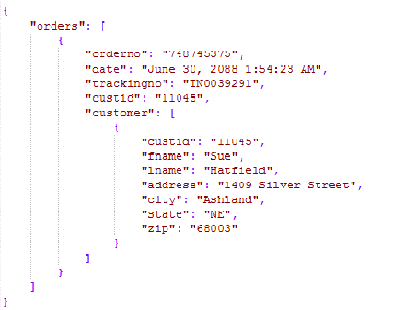 {
"orders": [
{
"orderno": "748745375",
"date": "June 30, 2088 1:54:23 AM",
"trackingno": "TN0039291",
"custid": "11045",
"customer": [
{
"custid": "11045",
"fname": "Sue",
"lname": "Hatfield",
"address": "1409 Silver Street",
"city": "Ashland",
"state": "NE",
"zip": "68003"
}
]
}
]
}